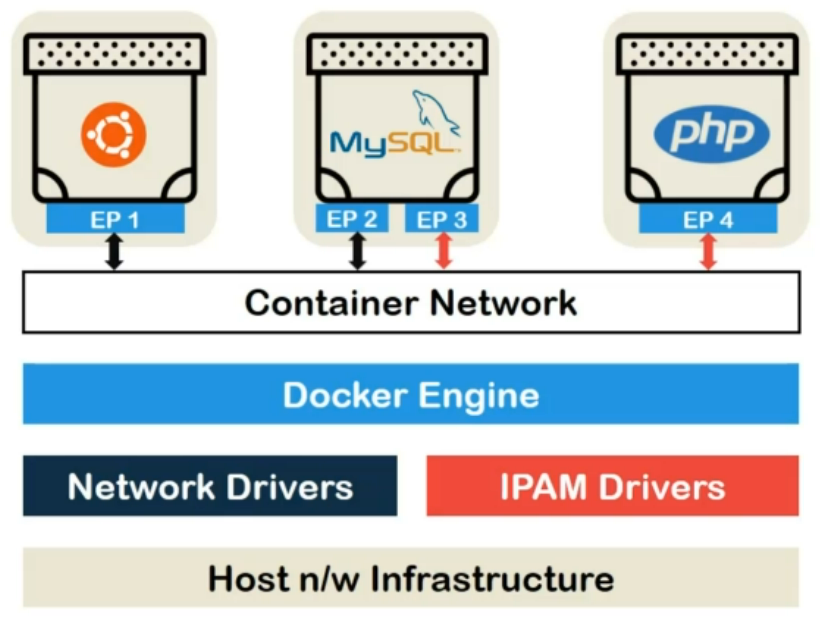 MySQL
php
EP 1
EP 2
EP 3
EP 4
Container Network
Docker Engine
Network Drivers
IPAM Drivers
Host n/w Infrastructure